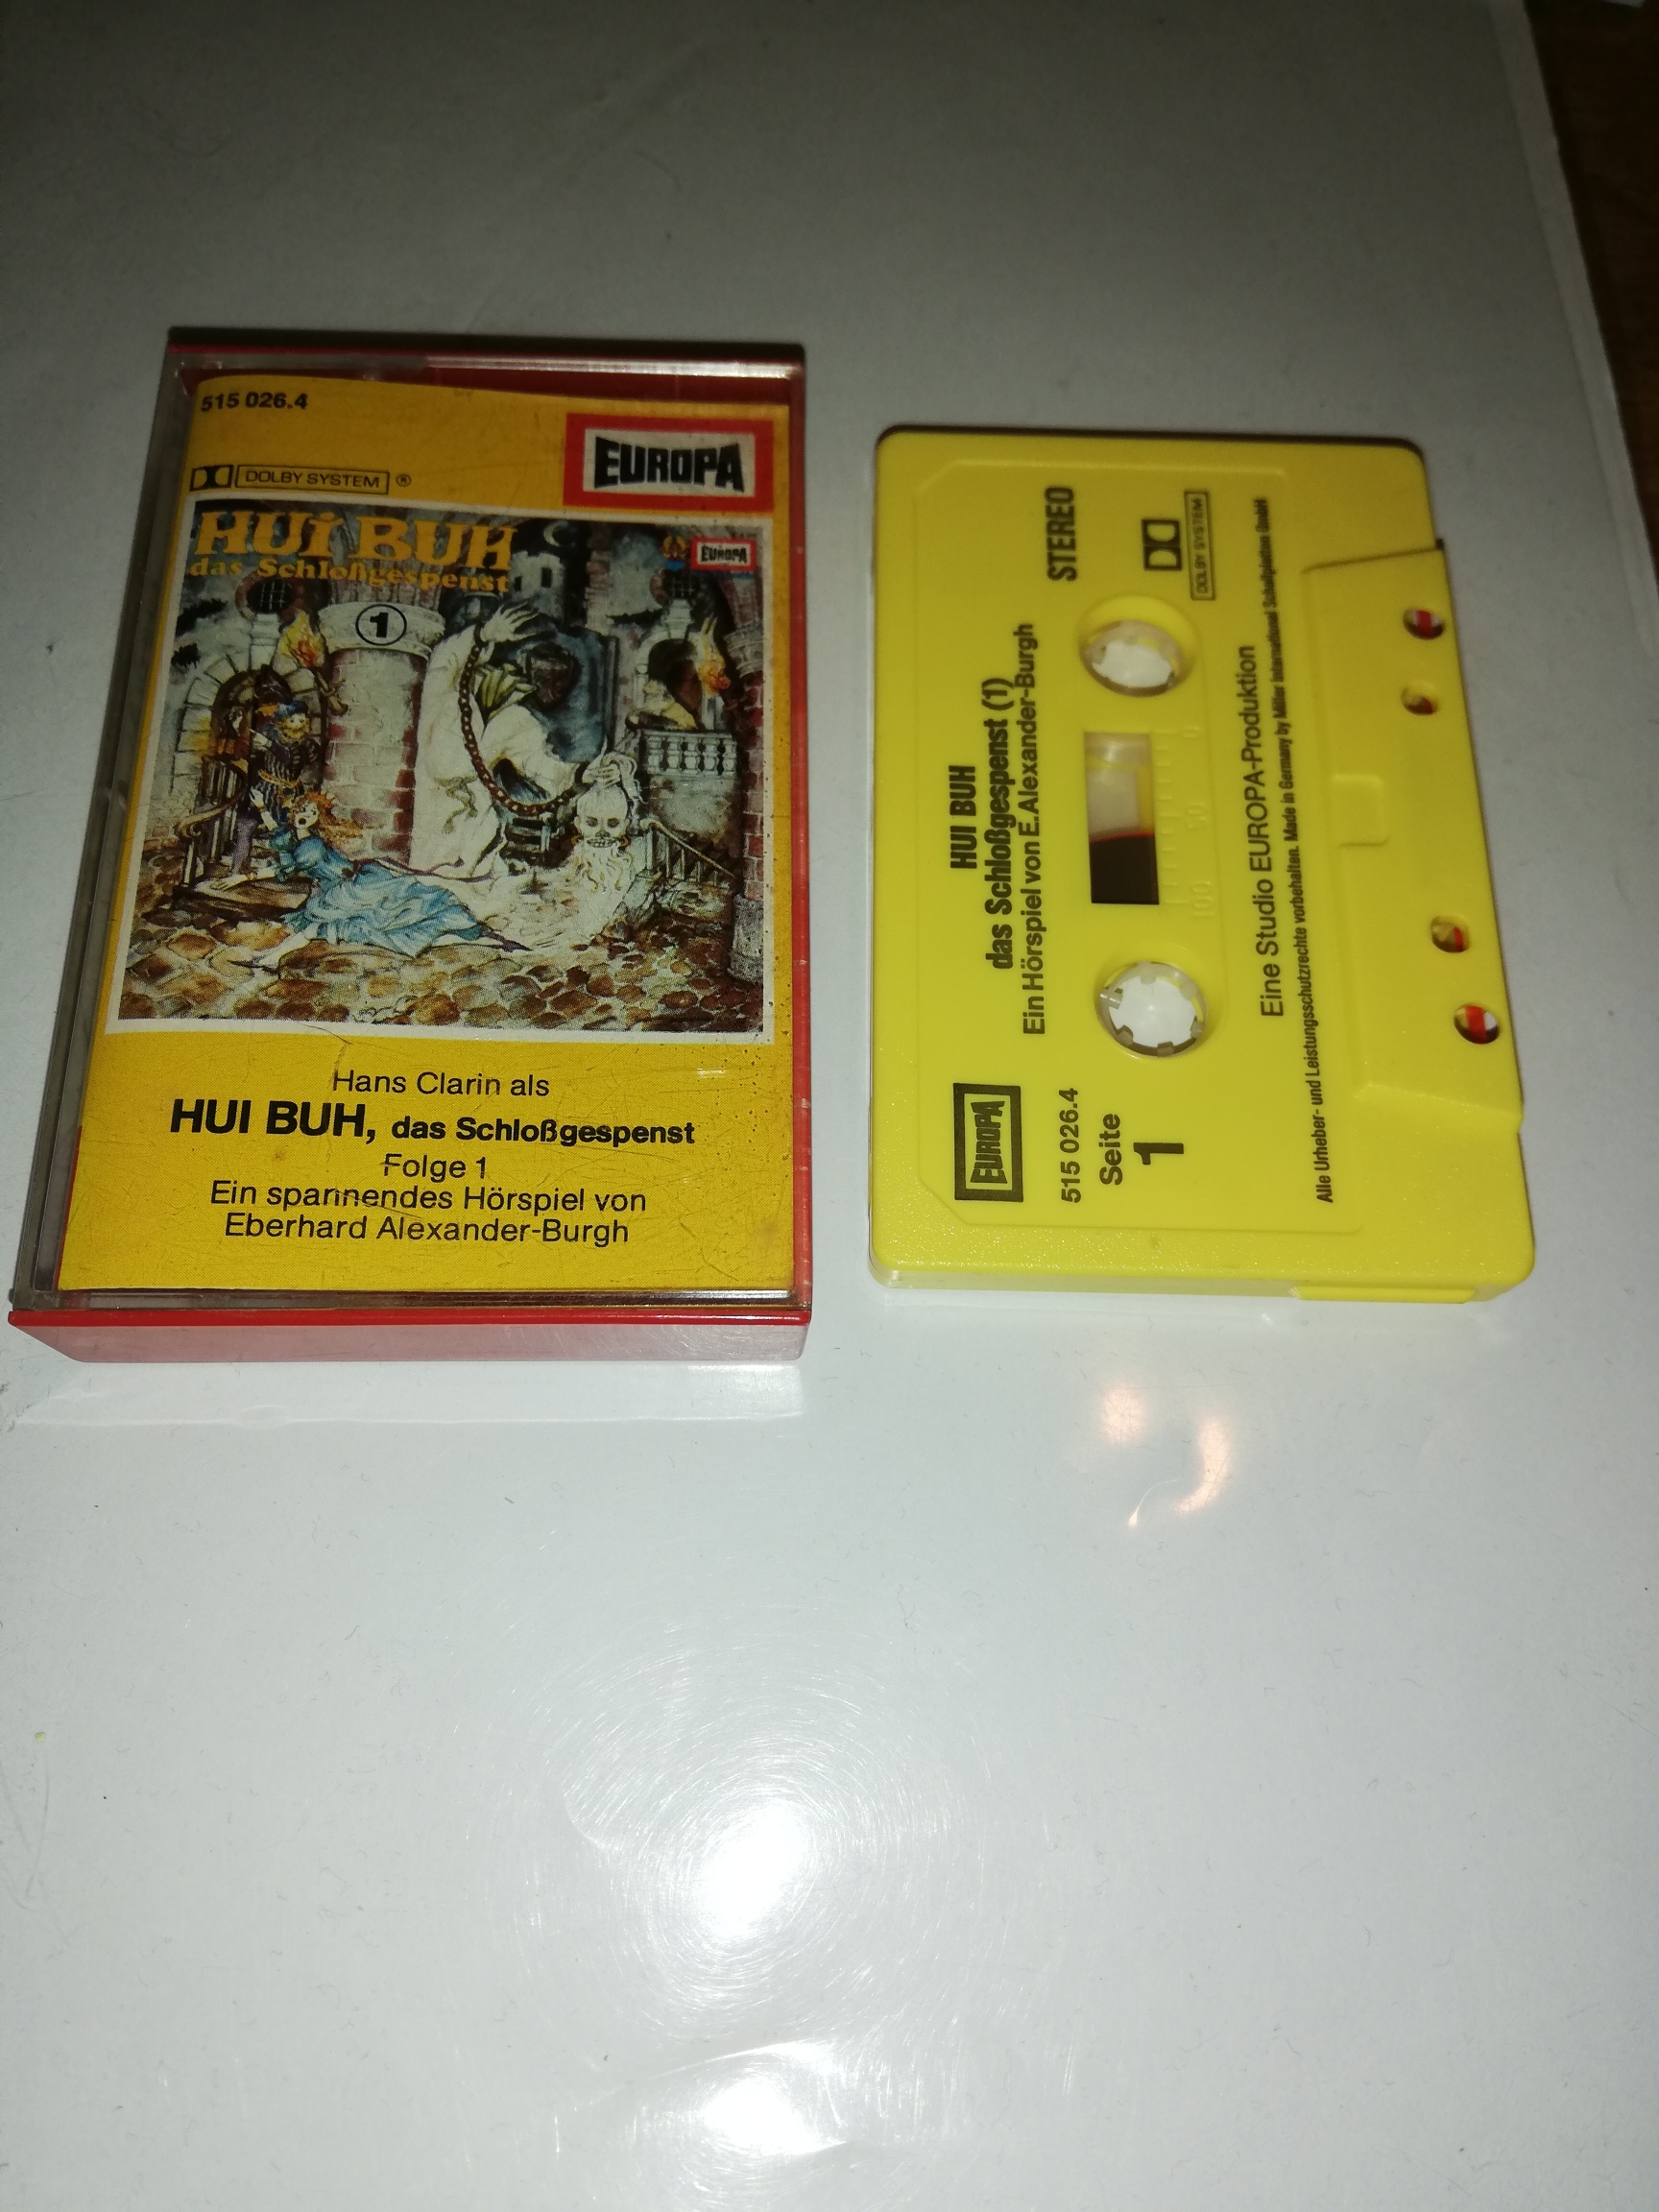 515 026.4
DOLBY SYSTEM ®
EUROPA
HUI BUH
das Schloßgespenst
EUROPA
1
Hans Clarin als
HUI BUH, das Schloßgespenst
Folge 1
Ein spannendes Hörspiel von
Eberhard Alexander-Burgh
HUI BUH
das Schloßgespenst (1)
Ein Hörspiel von E. Alexander-Burgh
STEREO
EUROPA
515 026.4
Seite
1
DOLBY SYSTEM
100 50 0
Eine Studio EUROPA-Produktion
Alle Urheber- und Leistungsschutzrechte vorbehalten. Made in Germany by Miller International Schallplatten GmbH